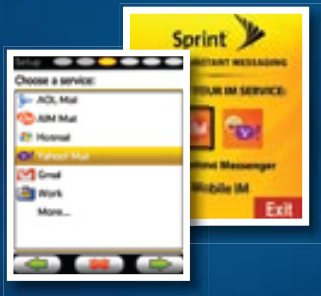 Setup
Choose a service:
AOL Mail
AIM Mail
Hotmail
Yahoo! Mail
Gmail
Work
More...
Sprint
INSTANT MESSAGING
YOUR IM SERVICE:
Messenger
Mobile IM
Exit